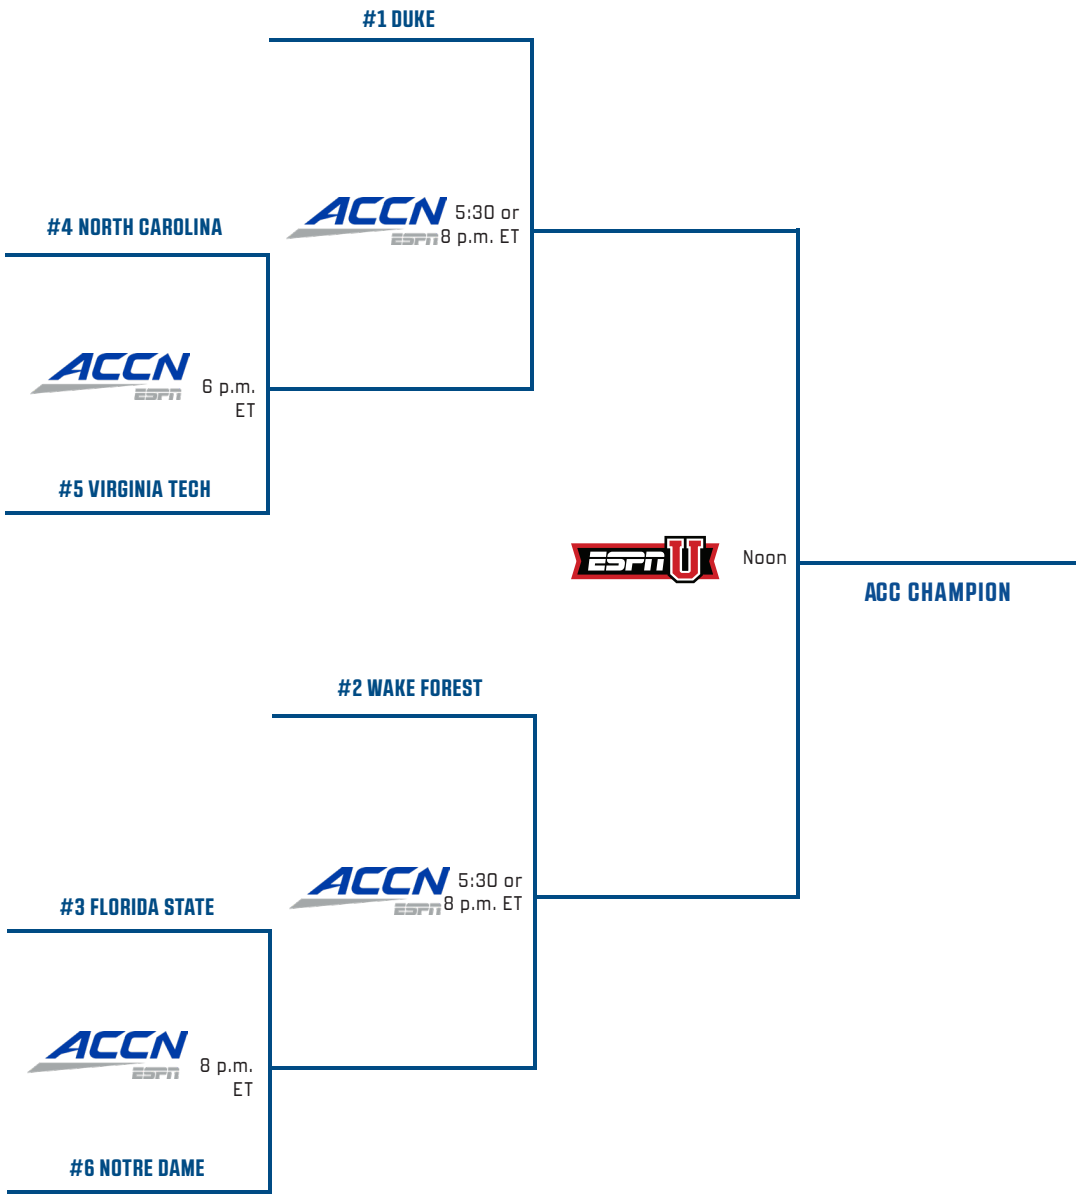 #1 DUKE
ACCN
ESPN
5:30 or
8 p.m. ET
#4 NORTH CAROLINA
ACCN
ESPN
6 p.m.
ET
#5 VIRGINIA TECH
ESPN U
Noon
ACC CHAMPION
#2 WAKE FOREST
ACCN
ESPN
5:30 or
8 p.m. ET
#3 FLORIDA STATE
ACCN
ESPN
8 p.m.
ET
#6 NOTRE DAME